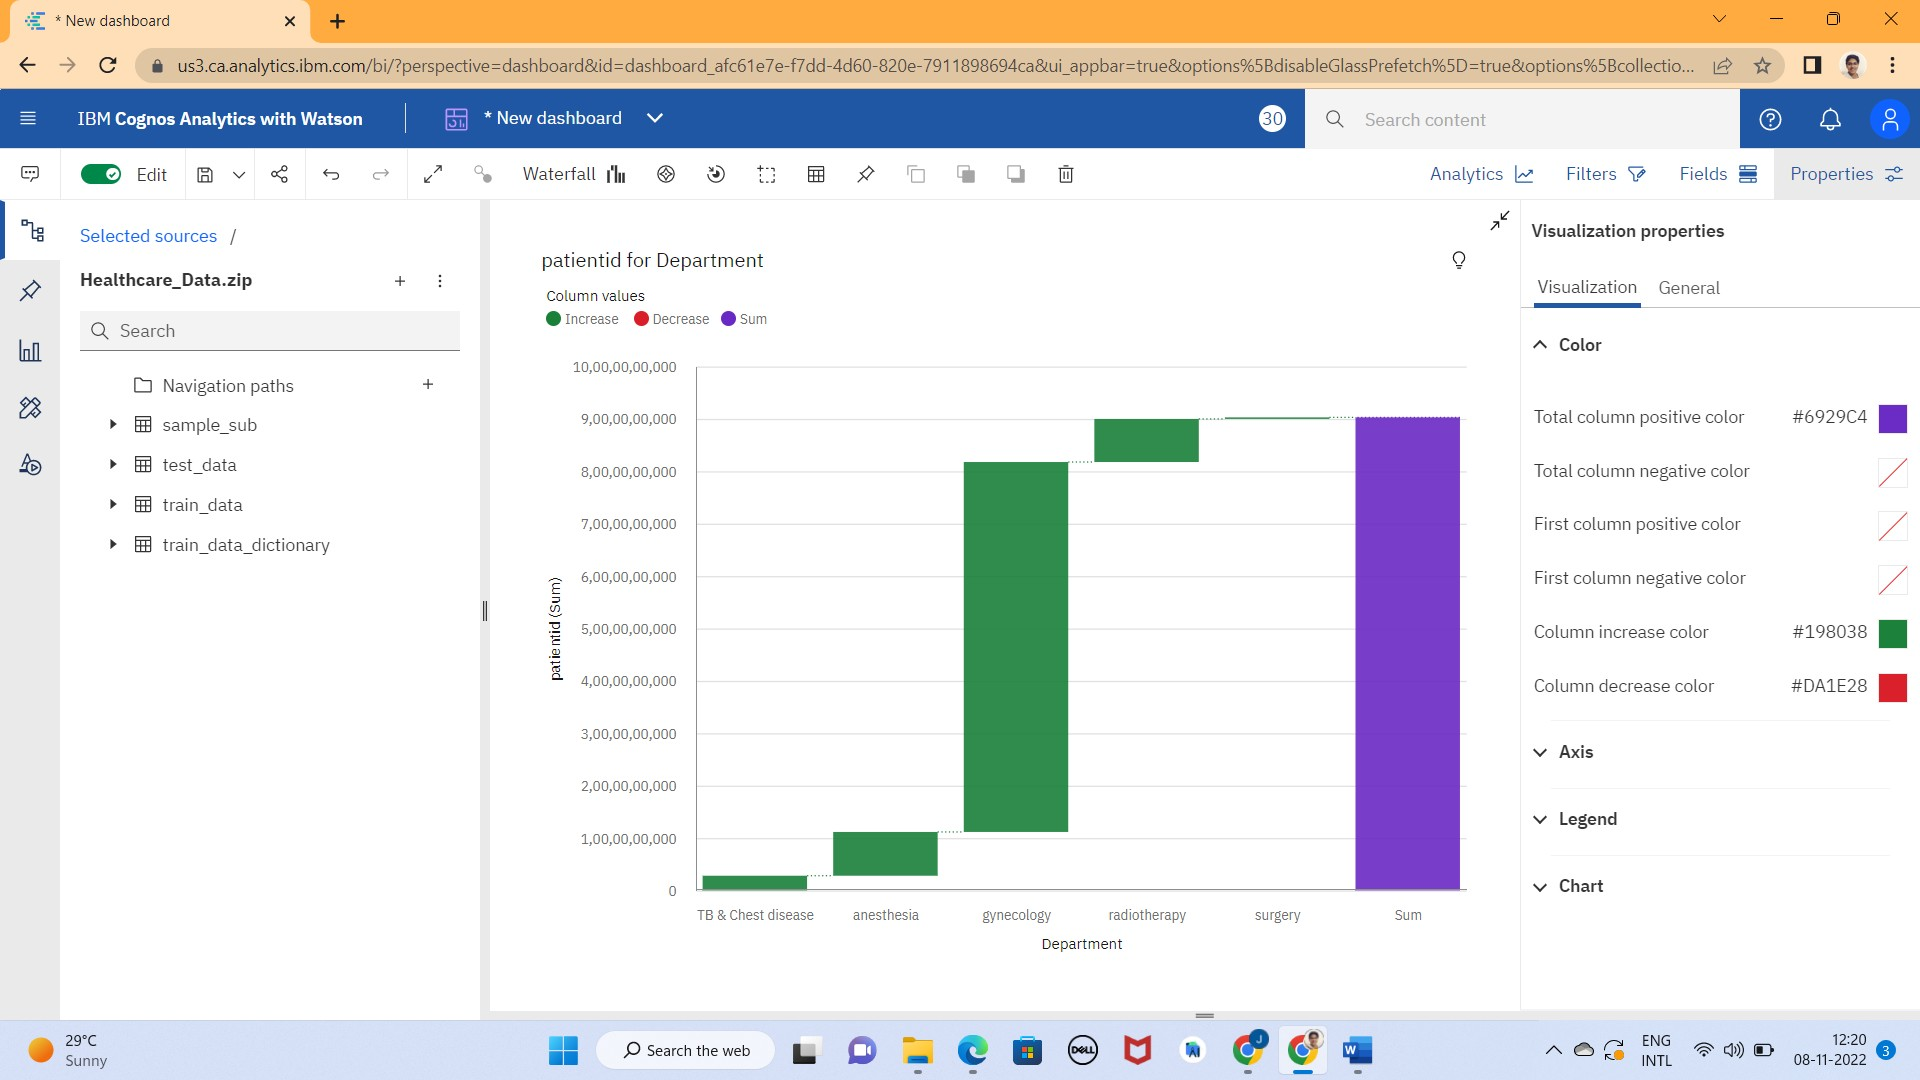 * New dashboard
us3.ca.analytics.ibm.com/bi/?perspective=dashboard&id=dashboard_afc61e7e-f7dd-4d60-820e-7911898694ca&ui_appbar=true&options%5BdisableGlassPrefetch%5D=true&options%5Bcollectio...
IBM Cognos Analytics with Watson
* New dashboard
30
Search content
Edit
Waterfall
Analytics
Filters
Fields
Properties
Selected sources /
Healthcare_Data.zip
Search
Navigation paths
sample_sub
test_data
train_data
train_data_dictionary
patientid for Department
Column values
Increase Decrease Sum
10,00,00,00,000
9,00,00,00,000
8,00,00,00,000
7,00,00,00,000
6,00,00,00,000
5,00,00,00,000
4,00,00,00,000
3,00,00,00,000
2,00,00,00,000
1,00,00,00,000
0
patientid (Sum)
TB & Chest disease anesthesia gynecology radiotherapy surgery Sum
Department
Visualization properties
Visualization General
Color
Total column positive color #6929C4
Total column negative color
First column positive color
First column negative color
Column increase color #198038
Column decrease color #DA1E28
Axis
Legend
Chart
29°C
Sunny
Search the web
DELL
J
W
ENG
INTL
12:20
08-11-2022
3